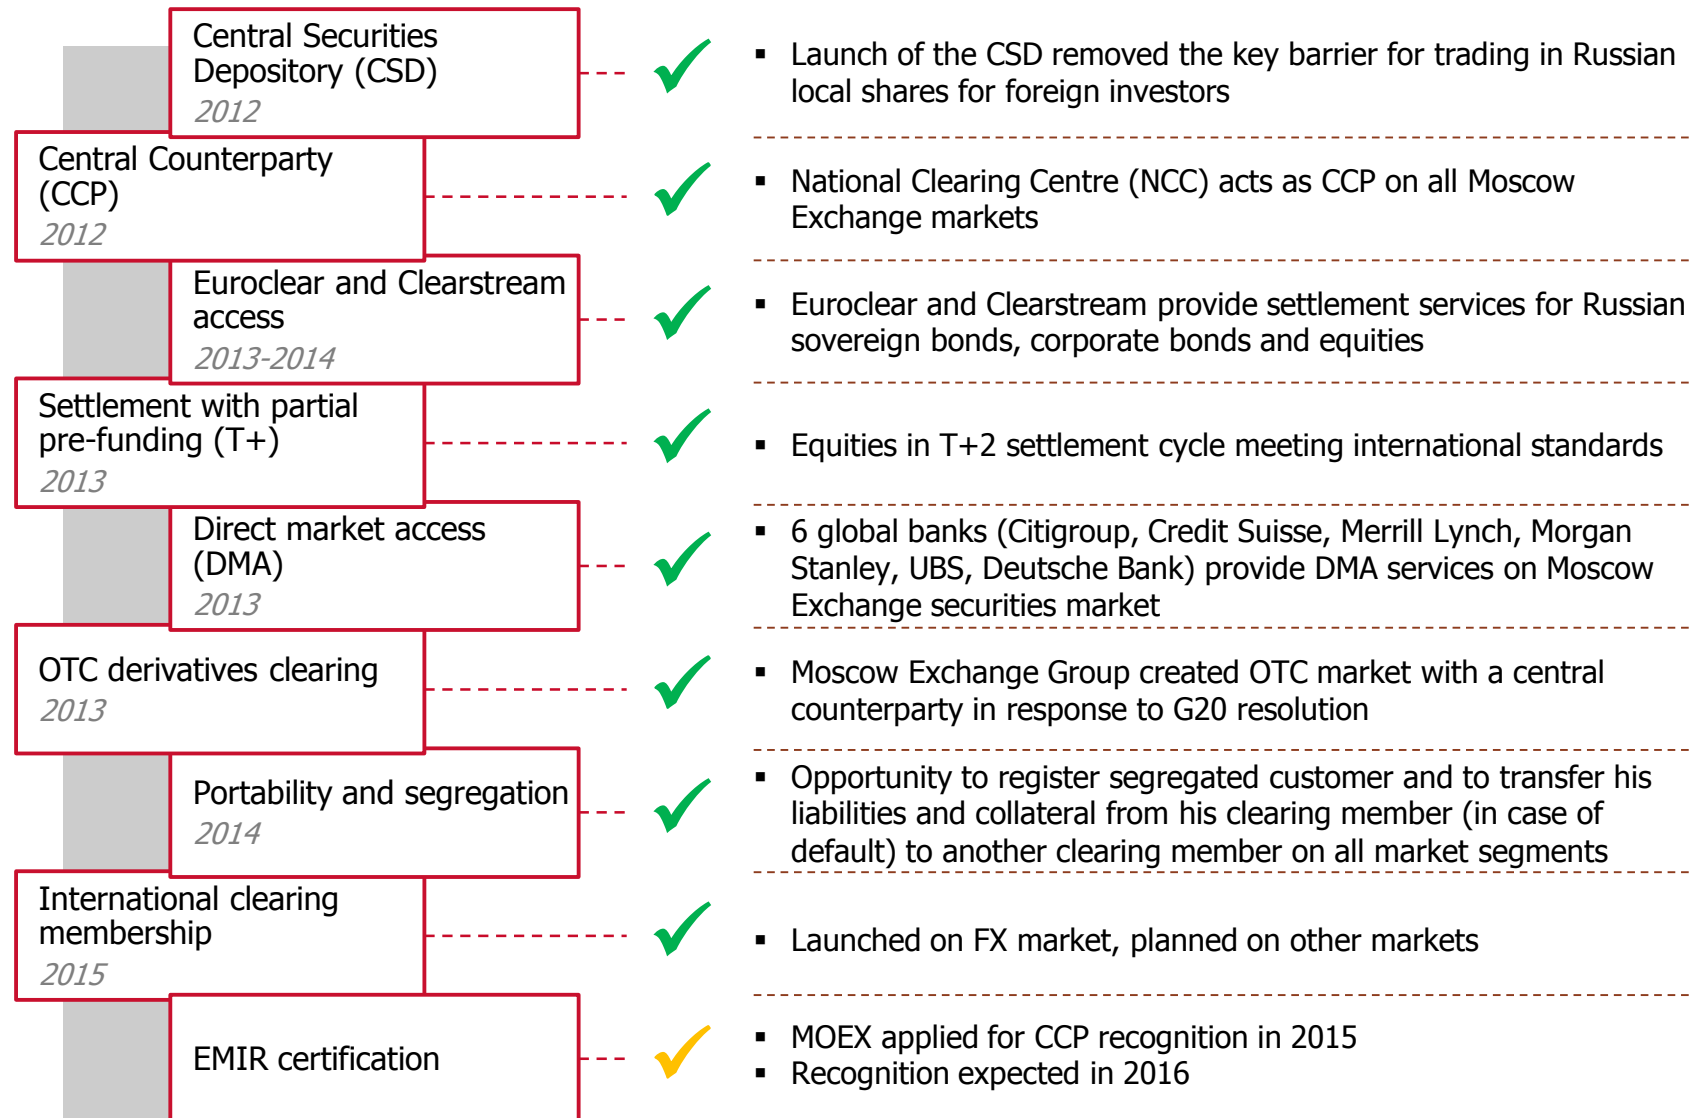 Central Securities
Depository (CSD)
2012
▪ Launch of the CSD removed the key barrier for trading in Russian
local shares for foreign investors
Central Counterparty
(CCP)
2012
▪ National Clearing Centre (NCC) acts as CCP on all Moscow
Exchange markets
Euroclear and Clearstream
access
2013-2014
▪ Euroclear and Clearstream provide settlement services for Russian
sovereign bonds, corporate bonds and equities
Settlement with partial
pre-funding (T+)
2013
▪ Equities in T+2 settlement cycle meeting international standards
Direct market access
(DMA)
2013
▪ 6 global banks (Citigroup, Credit Suisse, Merrill Lynch, Morgan
Stanley, UBS, Deutsche Bank) provide DMA services on Moscow
Exchange securities market
OTC derivatives clearing
2013
▪ Moscow Exchange Group created OTC market with a central
counterparty in response to G20 resolution
Portability and segregation
2014
▪ Opportunity to register segregated customer and to transfer his
liabilities and collateral from his clearing member (in case of
default) to another clearing member on all market segments
International clearing
membership
2015
▪ Launched on FX market, planned on other markets
EMIR certification
▪ MOEX applied for CCP recognition in 2015
▪ Recognition expected in 2016